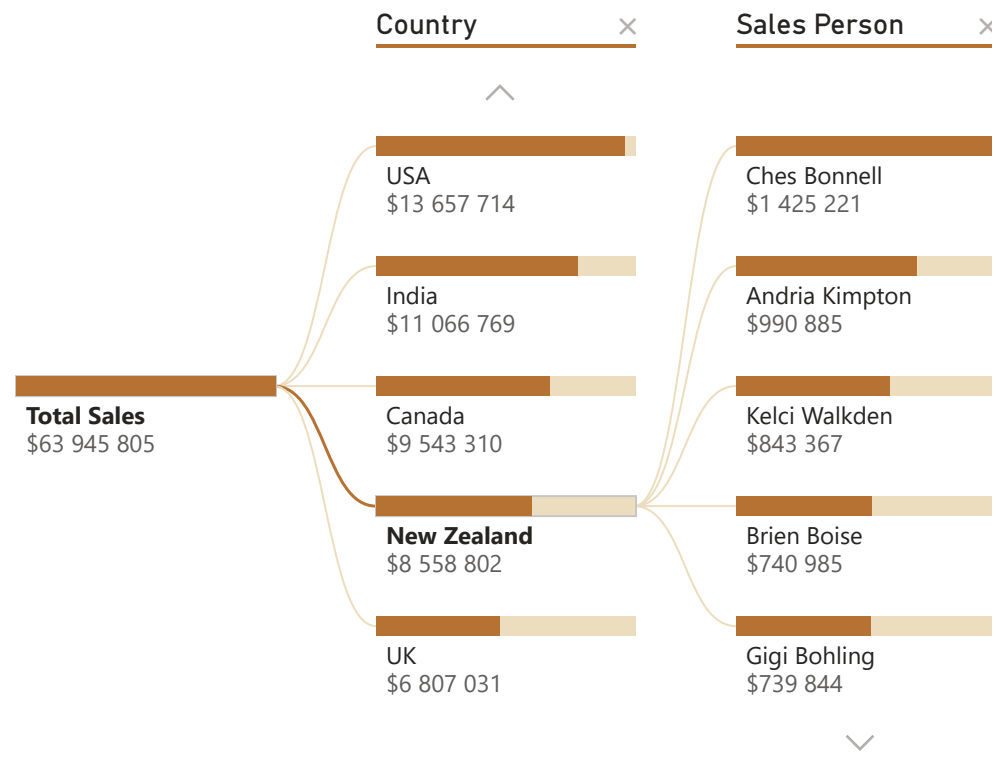 Country
Sales Person
USA
$13 657 714
India
$11 066 769
Total Sales
$63 945 805
Canada
$9 543 310
New Zealand
$8 558 802
UK
$6 807 031
Ches Bonnell
$1 425 221
Andria Kimpton
$990 885
Kelci Walkden
$843 367
Brien Boise
$740 985
Gigi Bohling
$739 844